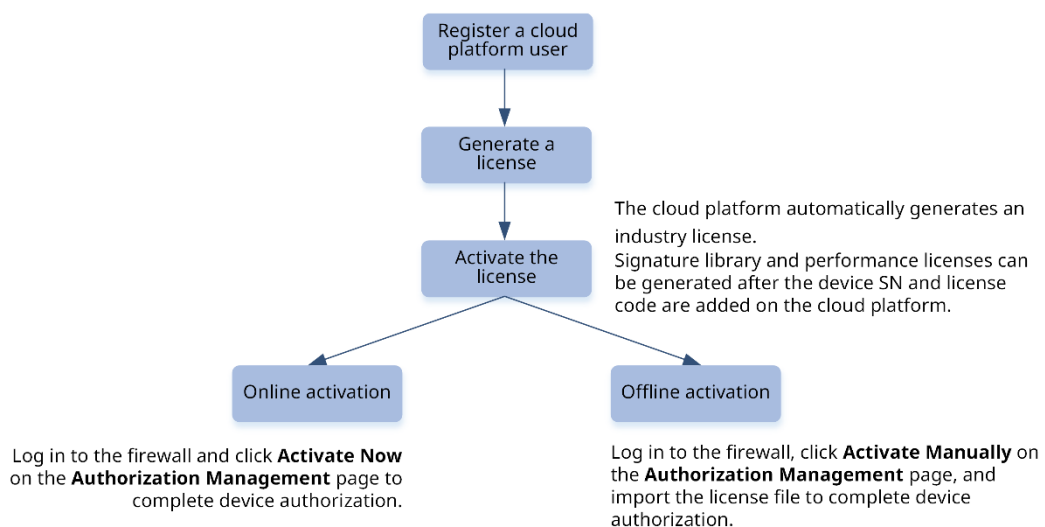 Register a cloud
platform user
Generate a
license
The cloud platform automatically generates an
industry license.
Signature library and performance licenses can
be generated after the device SN and license
code are added on the cloud platform.
Activate the
license
Online activation
Offline activation
Log in to the firewall and click Activate Now
on the Authorization Management page to
complete device authorization.
Log in to the firewall, click Activate Manually on
the Authorization Management page, and
import the license file to complete device
authorization.